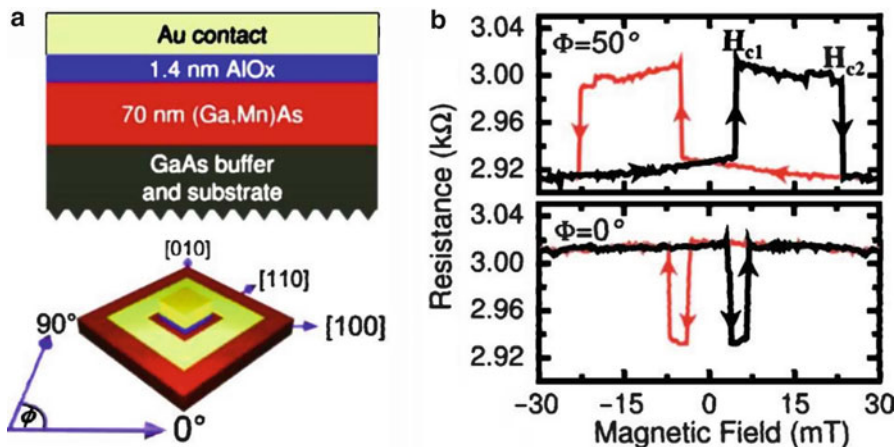 a
Au contact
1.4 nm AlOx
70 nm (Ga,Mn)As
GaAs buffer
and substrate
[010]
[110]
[100]
90°
ϕ
0°
b
Resistance (kΩ)
3.04
3.00
2.96
2.92
Φ=50°
H_c1
H_c2
3.04
3.00
2.96
2.92
Φ=0°
-30 -15 0 15 30
Magnetic Field (mT)